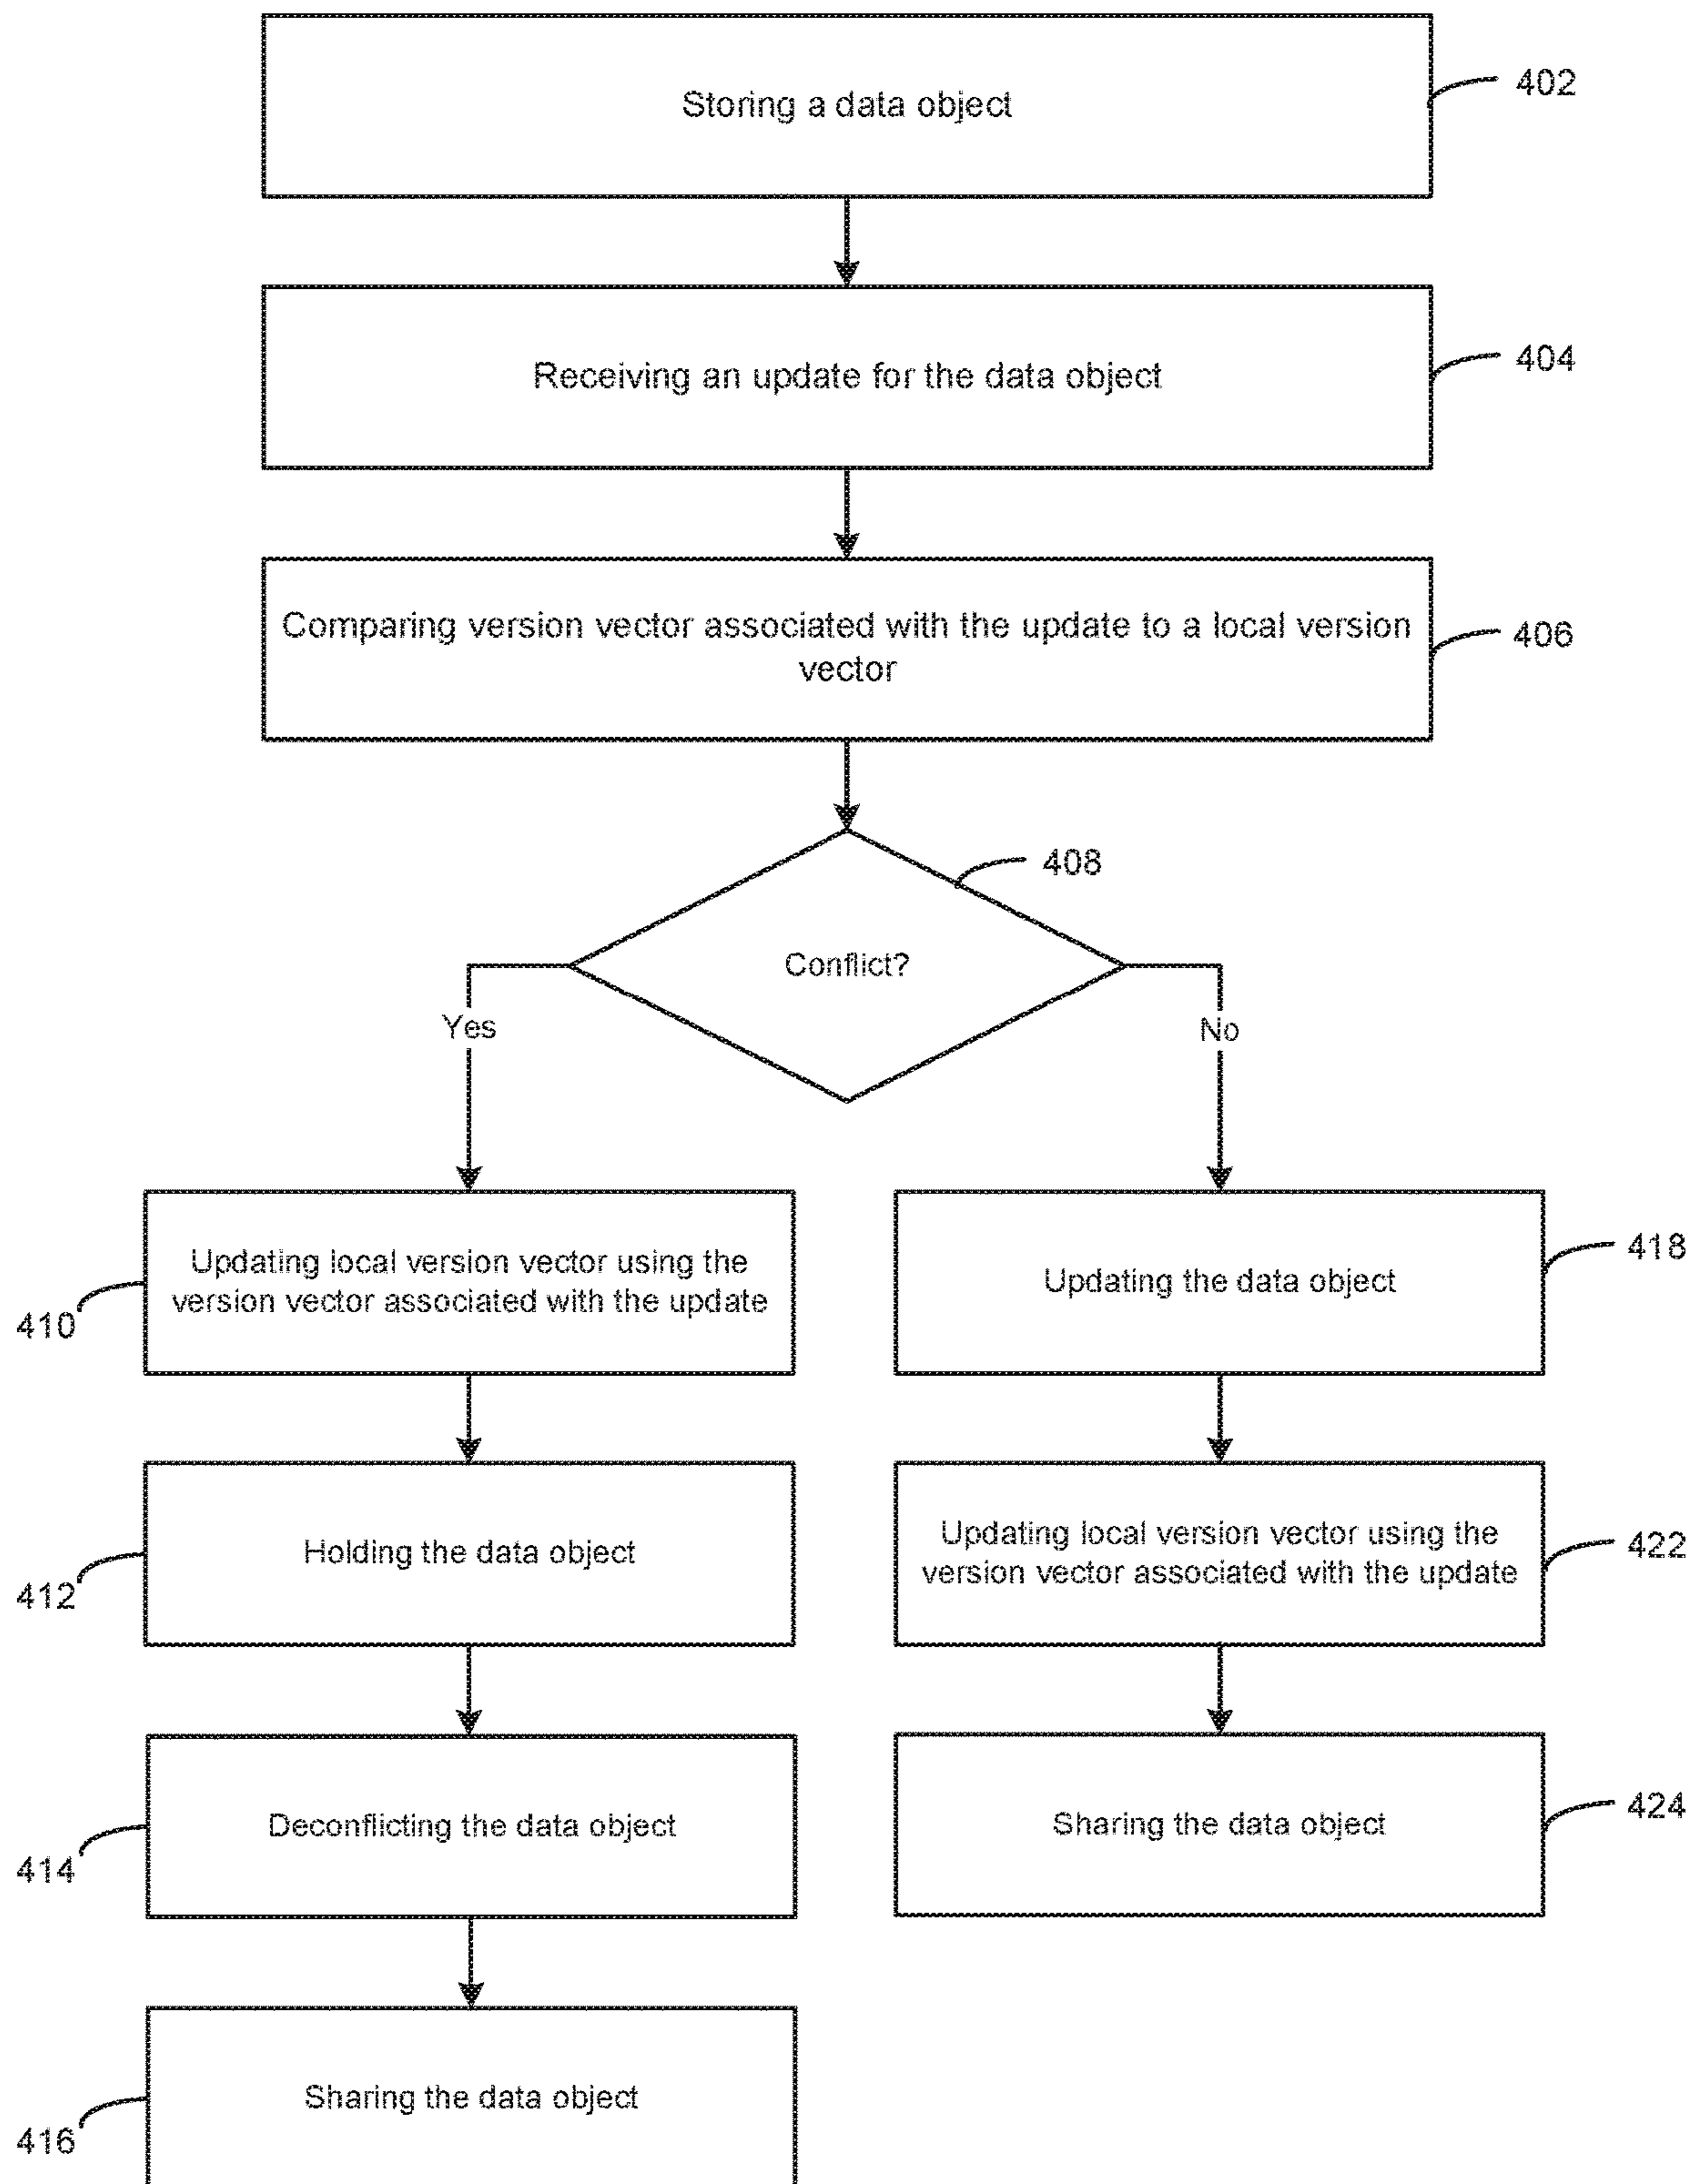 Storing a data object
402
Receiving an update for the data object
404
Comparing version vector associated with the update to a local version
vector
406
408
Conflict?
Yes
No
Updating local version vector using the
version vector associated with the update
410
Updating the data object
418
Holding the data object
412
Updating local version vector using the
version vector associated with the update
422
Deconflicting the data object
414
Sharing the data object
424
Sharing the data object
416